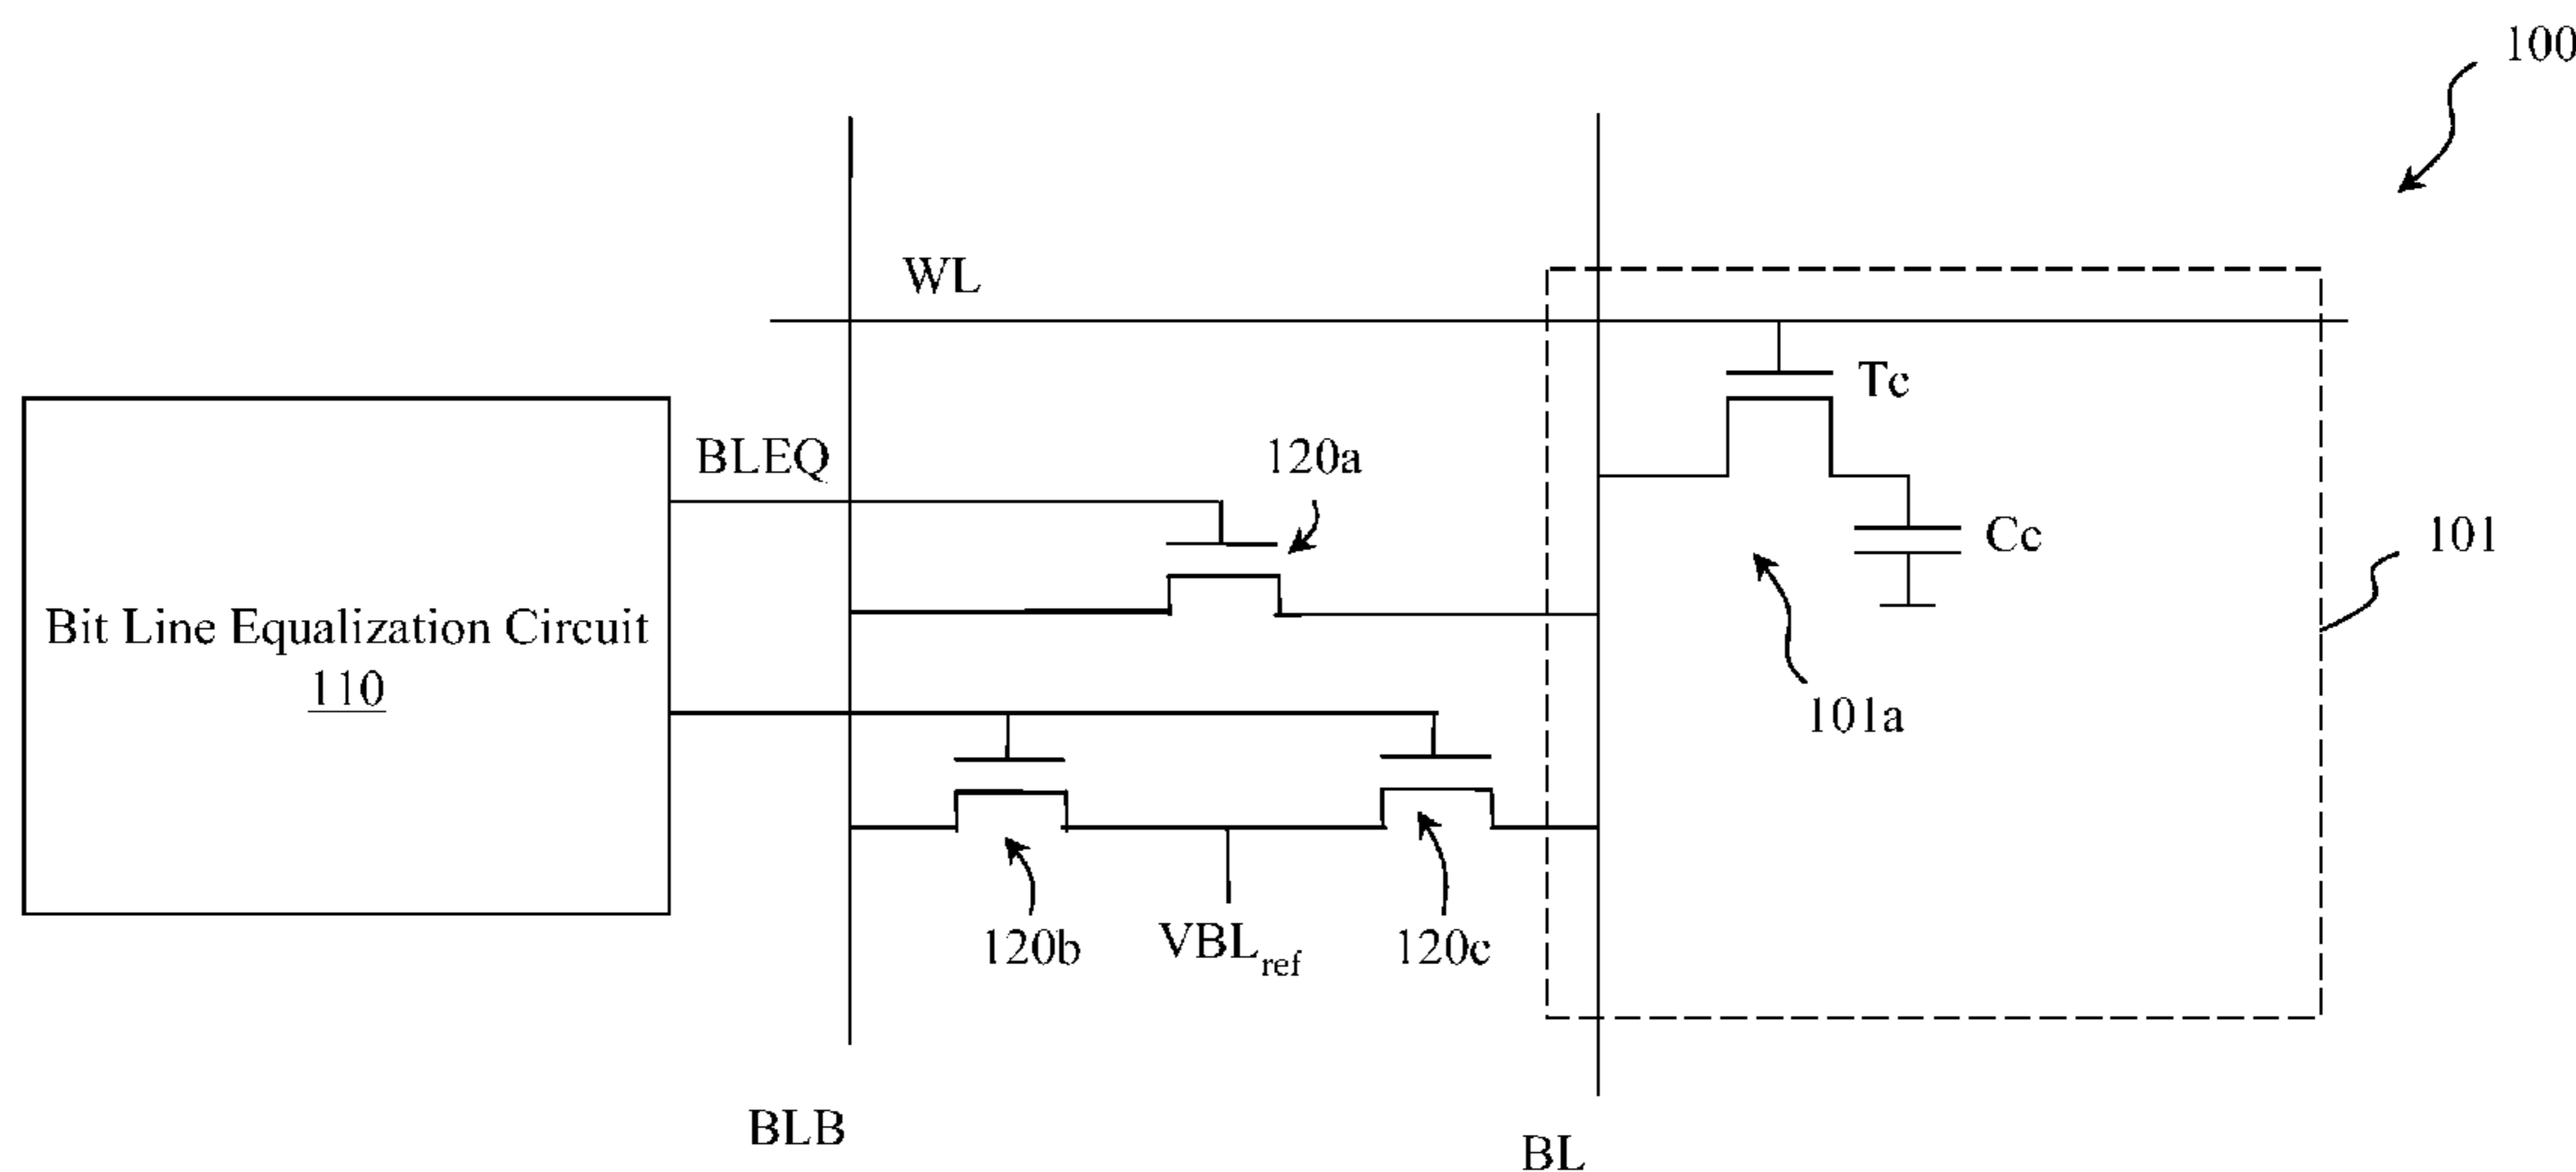 100
WL
Tc
BLEQ
120a
Cc
101
Bit Line Equalization Circuit
110
101a
120b
VBLref
120c
BLB
BL